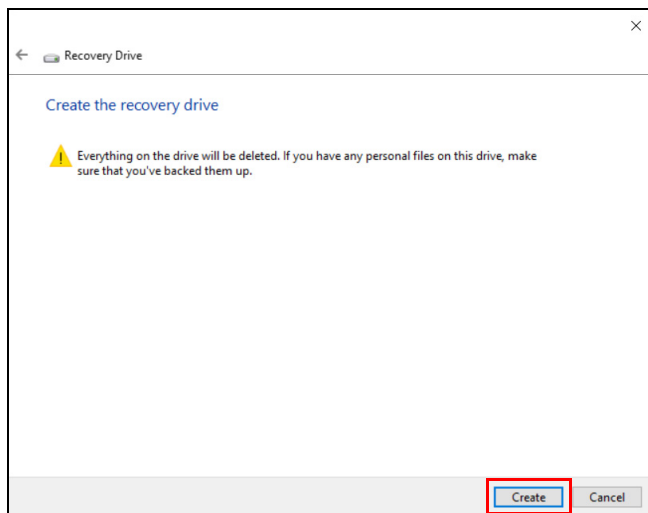 Recovery Drive
Create the recovery drive
Everything on the drive will be deleted. If you have any personal files on this drive, make
sure that you've backed them up.
Create
Cancel